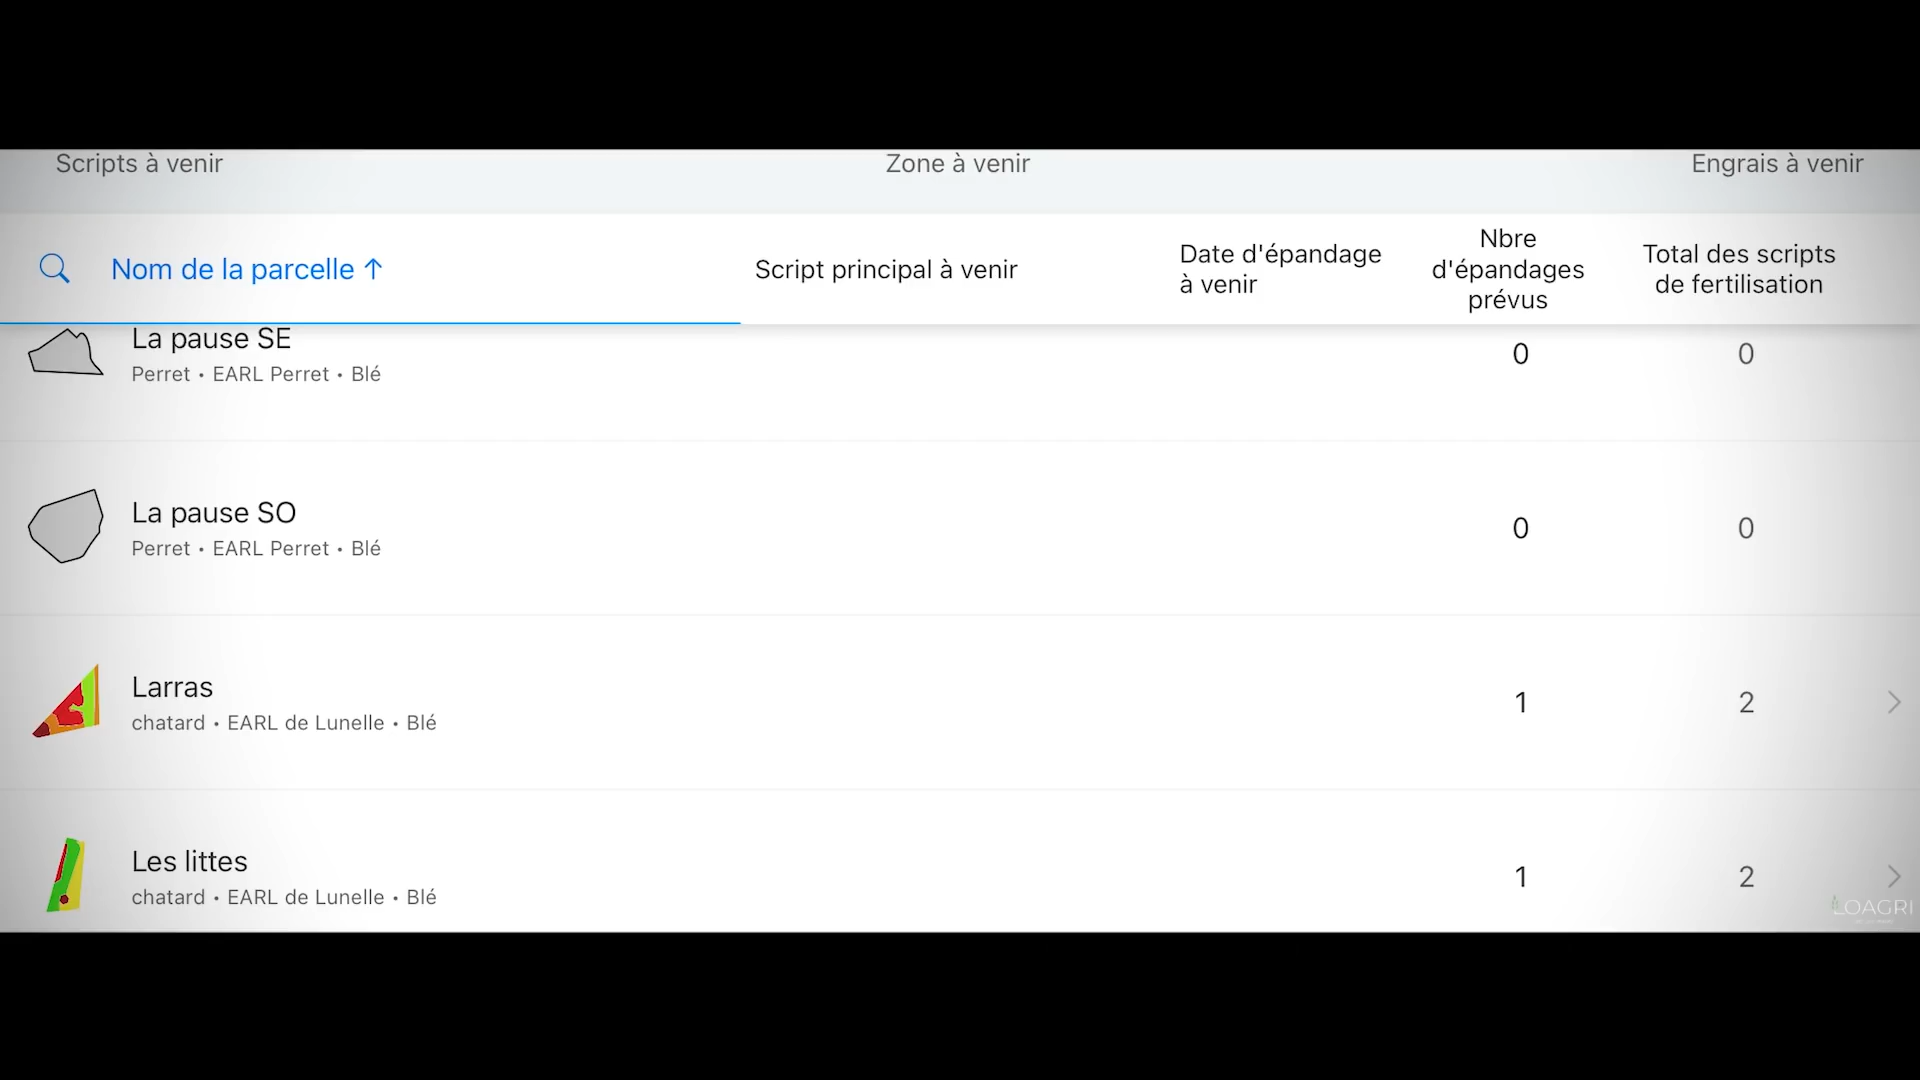 Scripts à venir
Zone à venir
Engrais à venir
Nom de la parcelle ↑
Script principal à venir
Date d'épandage
à venir
Nbre
d'épandages
prévus
Total des scripts
de fertilisation
La pause SE
Perret • EARL Perret • Blé
0
0
La pause SO
Perret • EARL Perret • Blé
0
0
Larras
chatard • EARL de Lunelle • Blé
1
2
Les littes
chatard • EARL de Lunelle • Blé
1
2
LOAGRI